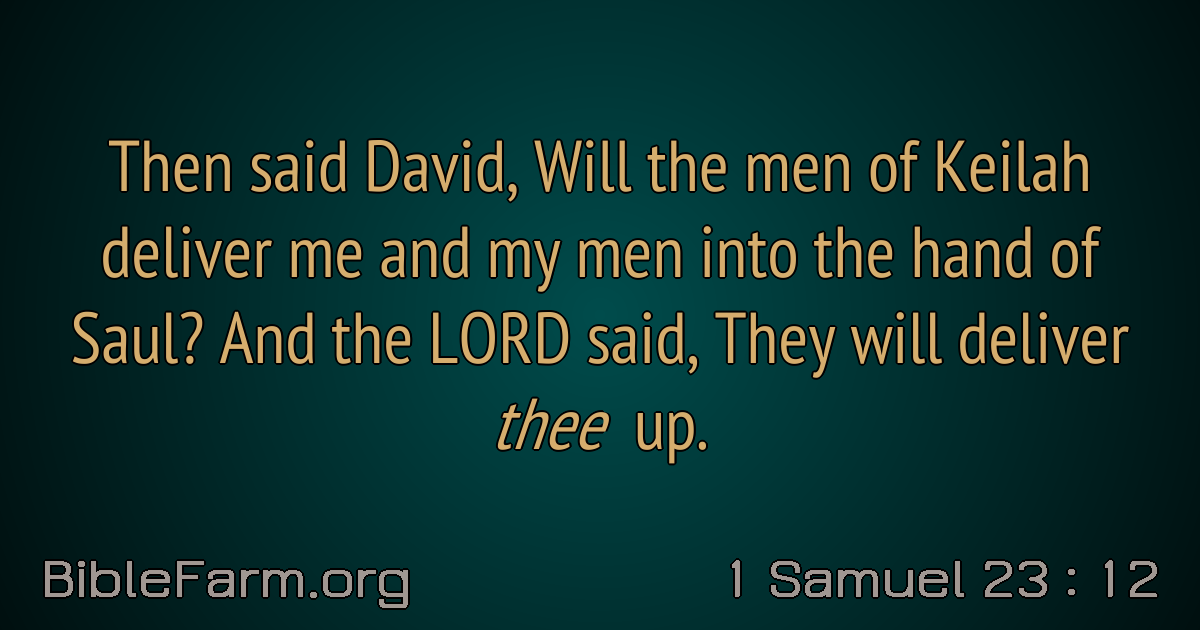 Then said David, Will the men of Keilah
deliver me and my men into the hand of
Saul? And the LORD said, They will deliver
thee up.
BibleFarm.org
1 Samuel 23 : 12